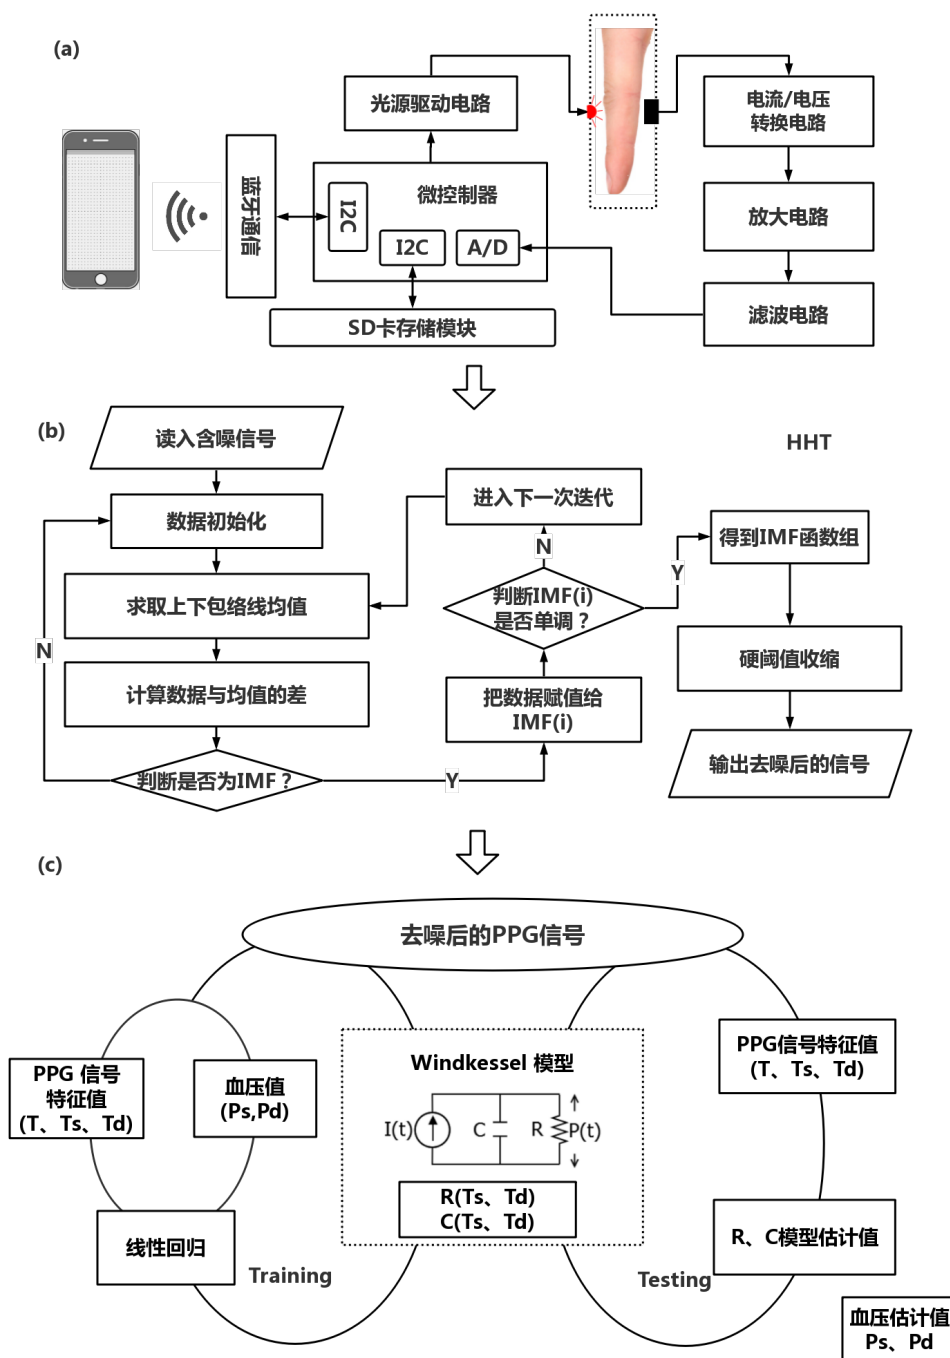 (a)
光源驱动电路
电流/电压
转换电路
蓝牙通信
I2C
微控制器
I2C
A/D
放大电路
SD卡存储模块
滤波电路
(b)
读入含噪信号
HHT
数据初始化
进入下一次迭代
得到IMF函数组
N
Y
求取上下包络线均值
判断IMF(i)
是否单调？
N
硬阈值收缩
计算数据与均值的差
把数据赋值给
IMF(i)
判断是否为IMF？
Y
输出去噪后的信号
(c)
去噪后的PPG信号
PPG 信号
特征值
(T、Ts、Td)
血压值
(Ps,Pd)
Windkessel 模型
I(t)
C
R
P(t)
R(Ts、Td)
C(Ts、Td)
PPG信号特征值
(T、Ts、Td)
线性回归
Training
Testing
R、C模型估计值
血压估计值
Ps、Pd